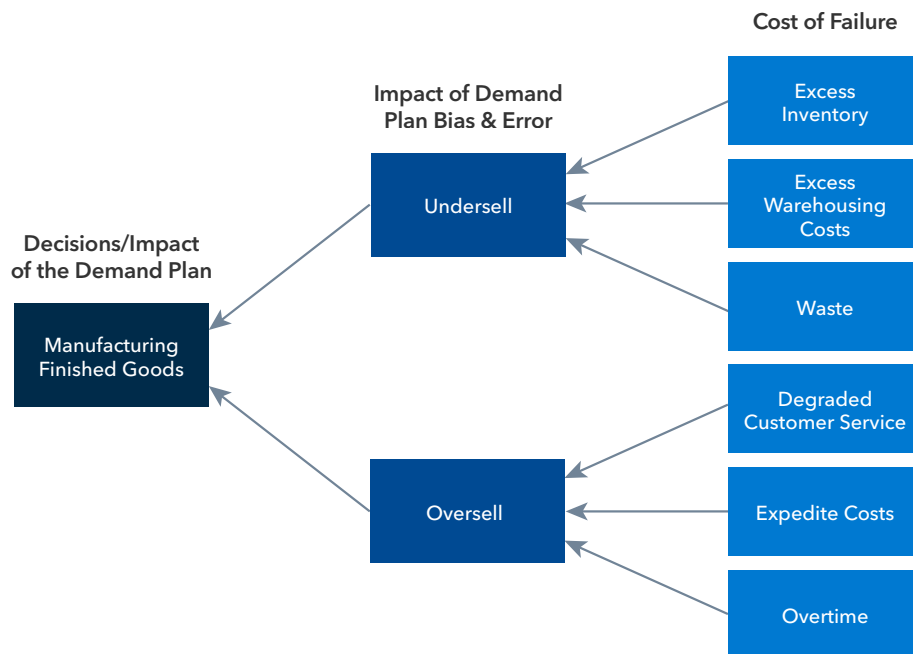 Cost of Failure
Impact of Demand
Plan Bias & Error
Decisions/Impact
of the Demand Plan
Manufacturing
Finished Goods
Undersell
Oversell
Excess
Inventory
Excess
Warehousing
Costs
Waste
Degraded
Customer Service
Expedite Costs
Overtime